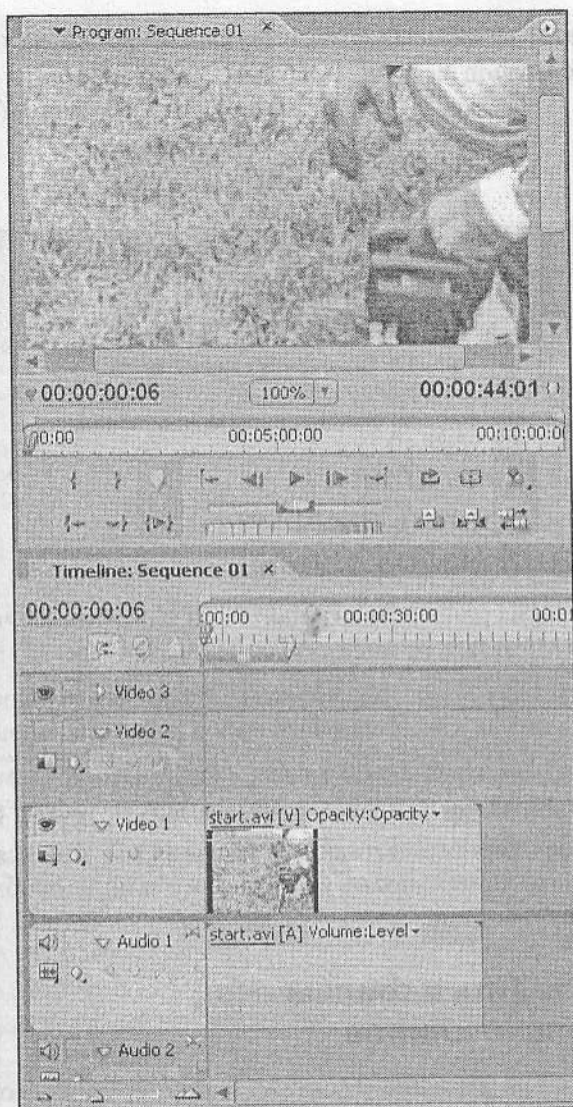 Program: Sequence 01 ×
00:00:00:06 100% 00:00:44:01
00:00 00:05:00:00 00:10:00:0
Timeline: Sequence 01 ×
00:00:00:06 :00:00 00:00:30:00 00:01
Video 3
Video 2
Video 1 start.avi [V] Opacity:Opacity
Audio 1 start.avi [A] Volume:Level
Audio 2